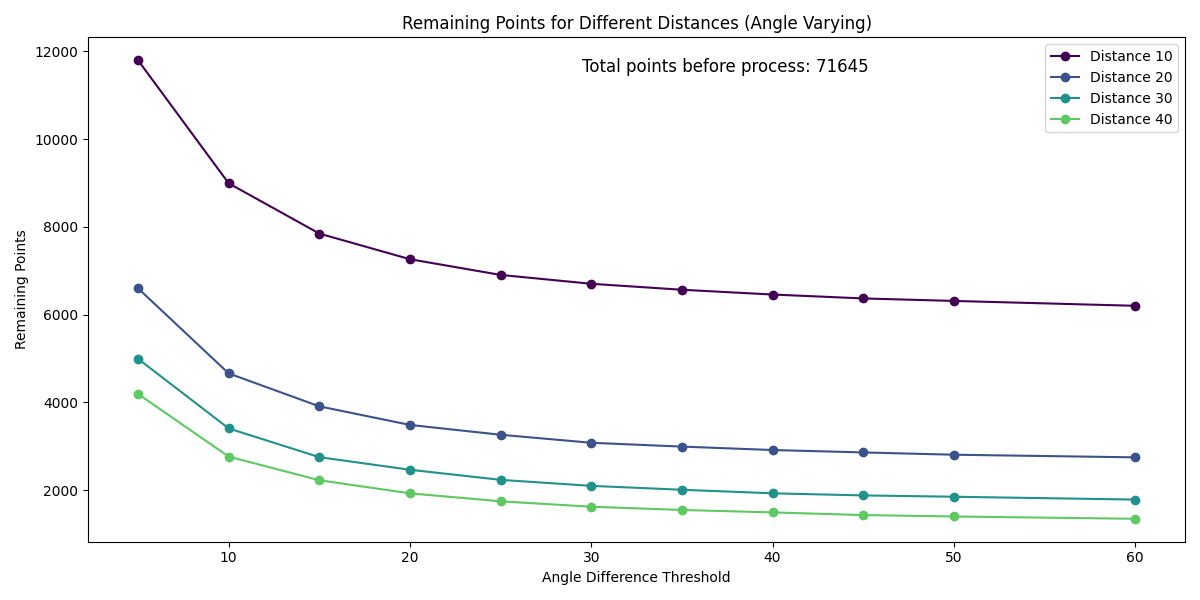 Remaining Points for Different Distances (Angle Varying)
Total points before process: 71645
Distance 10
Distance 20
Distance 30
Distance 40
Remaining Points
12000
10000
8000
6000
4000
2000
10 20 30 40 50 60
Angle Difference Threshold